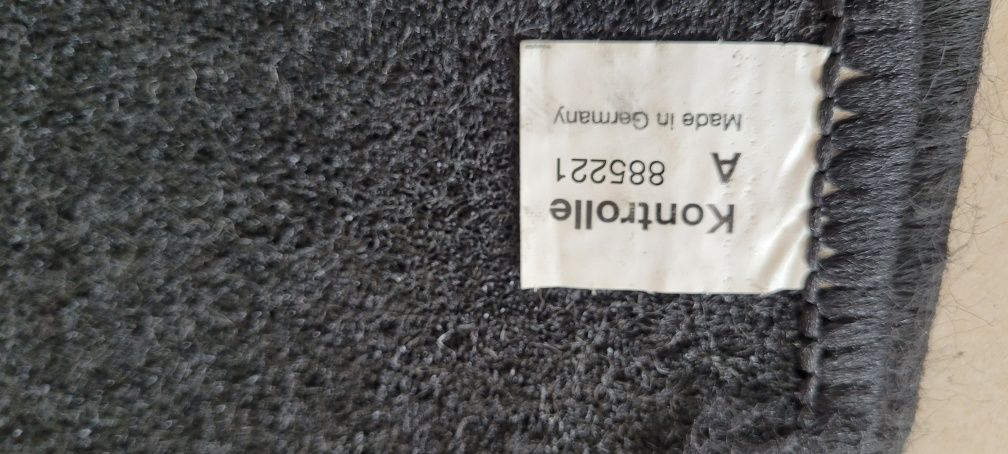 Kontrolle
A 885221
Made in Germany